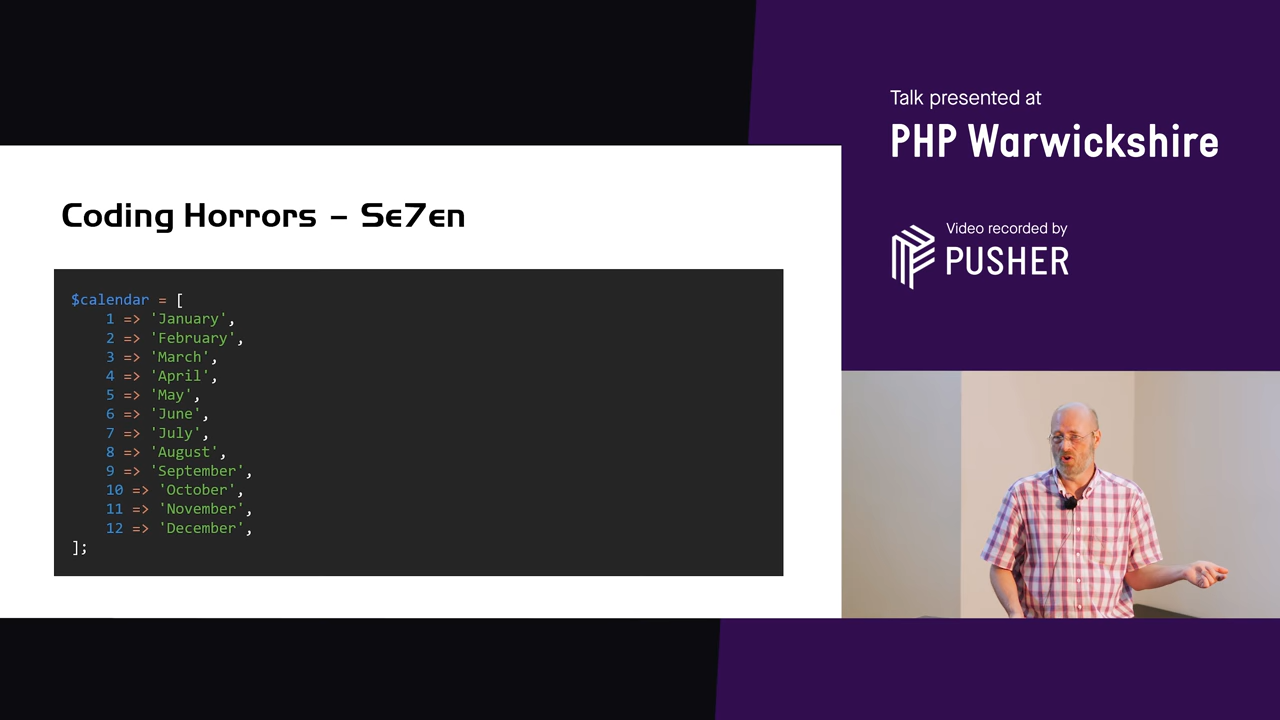 Talk presented at
PHP Warwickshire
Video recorded by
PUSHER
Coding Horrors – Se7en
$calendar = [
    1 => 'January',
    2 => 'February',
    3 => 'March',
    4 => 'April',
    5 => 'May',
    6 => 'June',
    7 => 'July',
    8 => 'August',
    9 => 'September',
    10 => 'October',
    11 => 'November',
    12 => 'December',
];